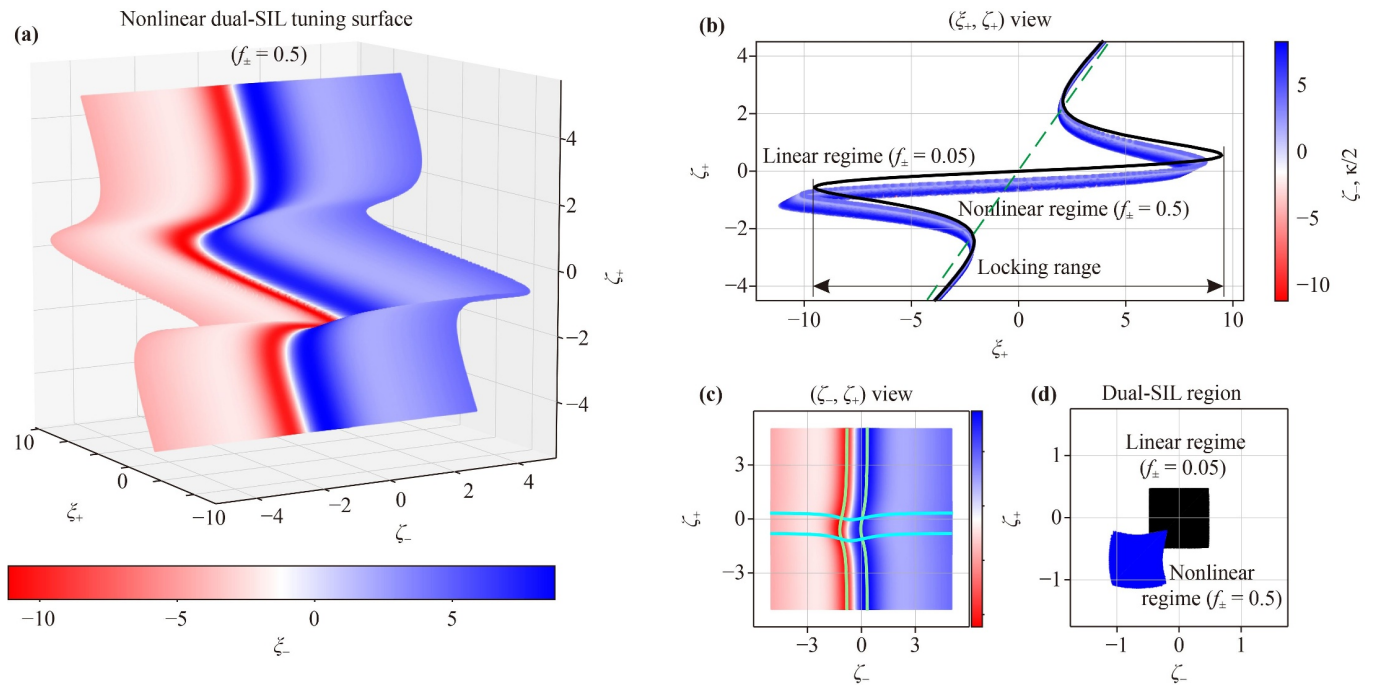 (a)
Nonlinear dual-SIL tuning surface
(f± = 0.5)
4
2
0
−2
−4
ζ+
10
0
−10
ξ+
−4
−2
0
2
4
ζ−
−10
−5
0
5
ξ−
(b)
(ξ+, ζ+) view
4
2
0
−2
−4
ζ+
Linear regime (f± = 0.05)
Nonlinear regime (f± = 0.5)
Locking range
−10
−5
0
5
10
ξ+
5
0
−5
−10
ζ−, κ/2
(c)
(ζ−, ζ+) view
3
0
−3
ζ+
−3
0
3
ζ−
(d)
Dual-SIL region
1
0
−1
ζ+
Linear regime
(f± = 0.05)
Nonlinear
regime (f± = 0.5)
−1
0
1
ζ−